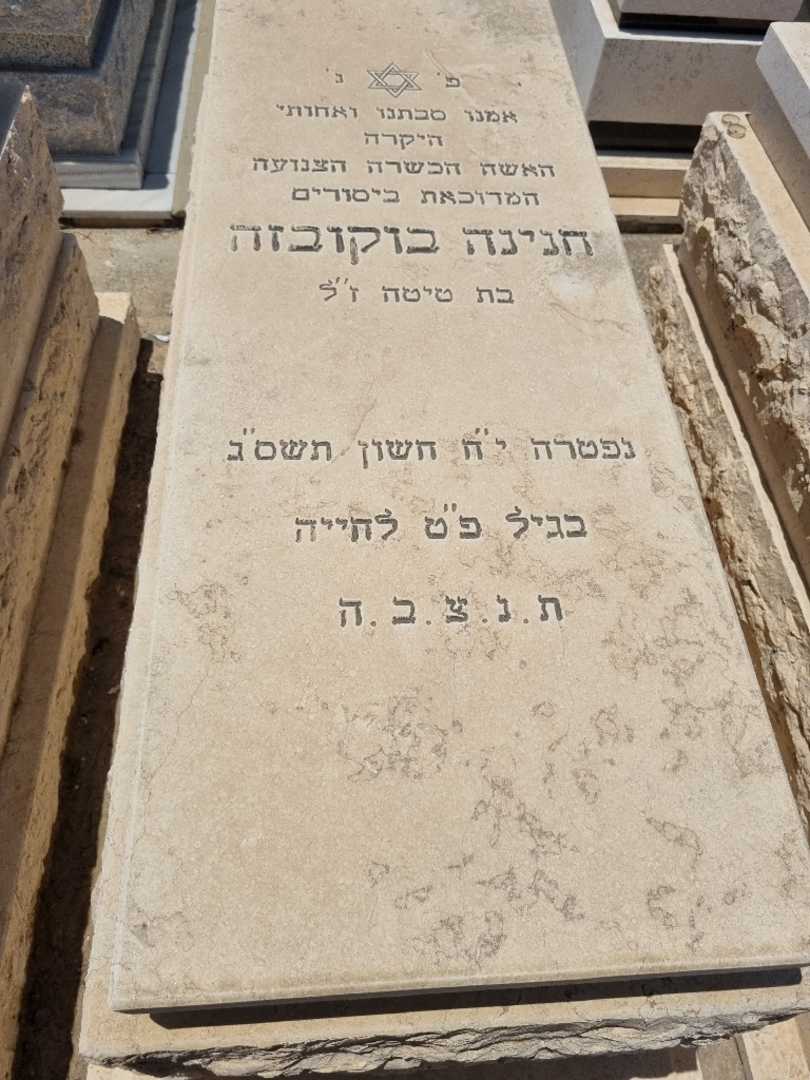 פ' נ'
אמנו סבתנו ואחותי
היקרה
האשה הכשרה הצנועה
המדוכאת ביסורים
חנינה בוקובזה
בת טיטה ז"ל
נפטרה י"ח חשון תשס"ג
בגיל פ"ט לחייה
ת.נ.צ.ב.ה